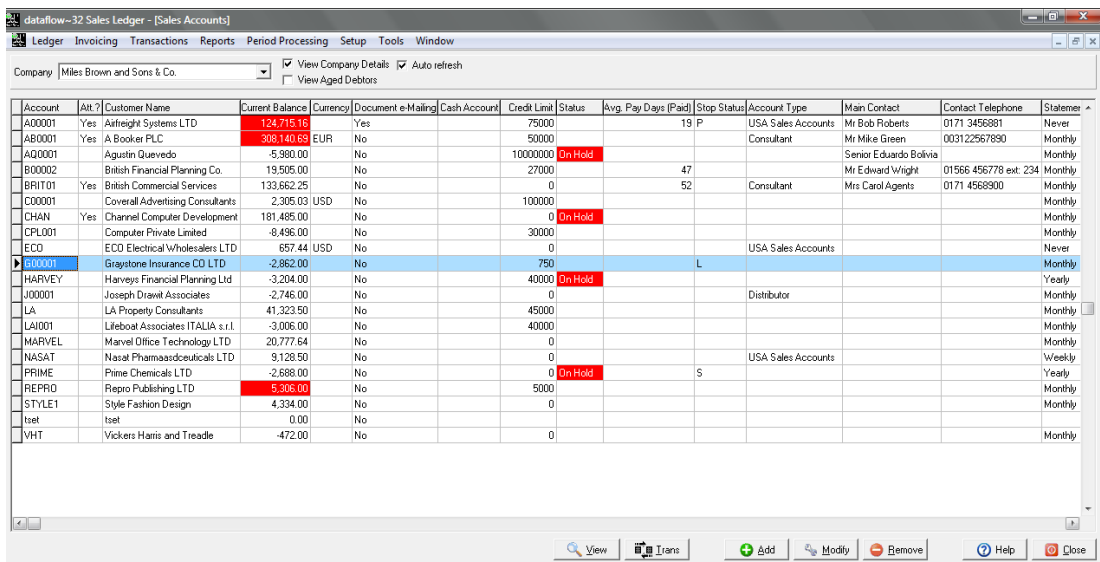 dataflow~32 Sales Ledger - [Sales Accounts]
Ledger Invoicing Transactions Reports Period Processing Setup Tools Window
Company Miles Brown and Sons & Co. View Company Details Auto refresh
View Aged Debtors
Account Att.? Customer Name Current Balance Currency Document e-Mailing Cash Account Credit Limit Status Avg. Pay Days (Paid) Stop Status Account Type Main Contact Contact Telephone Statemer
A00001 Yes Airfreight Systems LTD 124,715.16 Yes 75000 19 P USA Sales Accounts Mr Bob Roberts 0171 3456881 Never
AB0001 Yes A Booker PLC 308,140.69 EUR No 50000 Consultant Mr Mike Green 003122567890 Monthly
AQ0001 Agustin Quevedo -5,980.00 No 10000000 On Hold Senior Eduardo Bolivia Monthly
B00002 British Financial Planning Co. 19,505.00 No 27000 47 Mr Edward Wright 01566 456778 ext: 234 Monthly
BRIT01 Yes British Commercial Services 133,662.25 No 0 52 Consultant Mrs Carol Agents 0171 4568900 Monthly
C00001 Coverall Advertising Consultants 2,305.03 USD No 100000 Monthly
CHAN Yes Channel Computer Development 181,485.00 No 0 On Hold Monthly
CPL001 Computer Private Limited -8,496.00 No 30000 Monthly
ECO ECO Electrical Wholesalers LTD 657.44 USD No 0 USA Sales Accounts Never
G00001 Graystone Insurance CO LTD -2,862.00 No 750 L Monthly
HARVEY Harveys Financial Planning Ltd -3,204.00 No 40000 On Hold Yearly
J00001 Joseph Drawit Associates -2,746.00 No 0 Distributor Monthly
LA LA Property Consultants 41,323.50 No 45000 Monthly
LAI001 Lifeboat Associates ITALIA s.r.l. -3,006.00 No 40000 Monthly
MARVEL Marvel Office Technology LTD 20,777.64 No 0 Monthly
NASAT Nasat Pharmaasdceuticals LTD 9,128.50 No 0 USA Sales Accounts Weekly
PRIME Prime Chemicals LTD -2,688.00 No 0 On Hold S Yearly
REPRO Repro Publishing LTD 5,306.00 No 5000 Monthly
STYLE1 Style Fashion Design 4,334.00 No 0 Monthly
tset tset 0.00 No
VHT Vickers Harris and Treadle -472.00 No 0 Monthly
View Trans Add Modify Remove Help Close